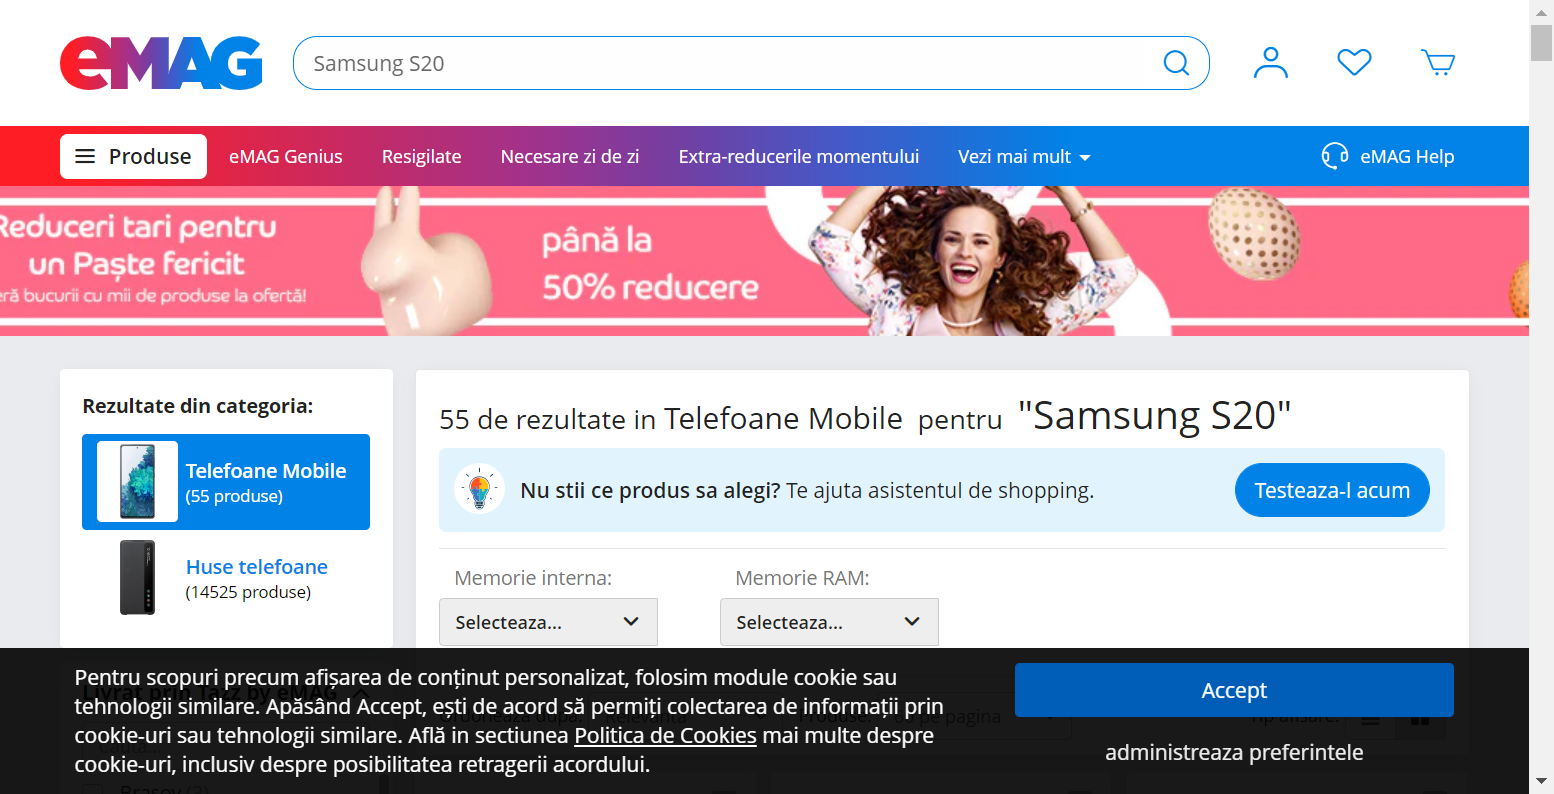 eMAG
Samsung S20
Produse
eMAG Genius
Resigilate
Necesare zi de zi
Extra-reducerile momentului
Vezi mai mult
eMAG Help
Reduceri tari pentru
un Paște fericit
eră bucurii cu mii de produse la ofertă!
până la
50% reducere
Rezultate din categoria:
Telefoane Mobile
(55 produse)
Huse telefoane
(14525 produse)
55 de rezultate in Telefoane Mobile pentru "Samsung S20"
Nu stii ce produs sa alegi? Te ajuta asistentul de shopping.
Testeaza-l acum
Memorie interna:
Memorie RAM:
Selecteaza...
Selecteaza...
Livrat prin Tazz by eMAG
Pentru scopuri precum afișarea de conținut personalizat, folosim module cookie sau
tehnologii similare. Apăsând Accept, ești de acord să permiți colectarea de informații prin
cookie-uri sau tehnologii similare. Află in sectiunea Politica de Cookies mai multe despre
cookie-uri, inclusiv despre posibilitatea retragerii acordului.
Accept
administreaza preferintele